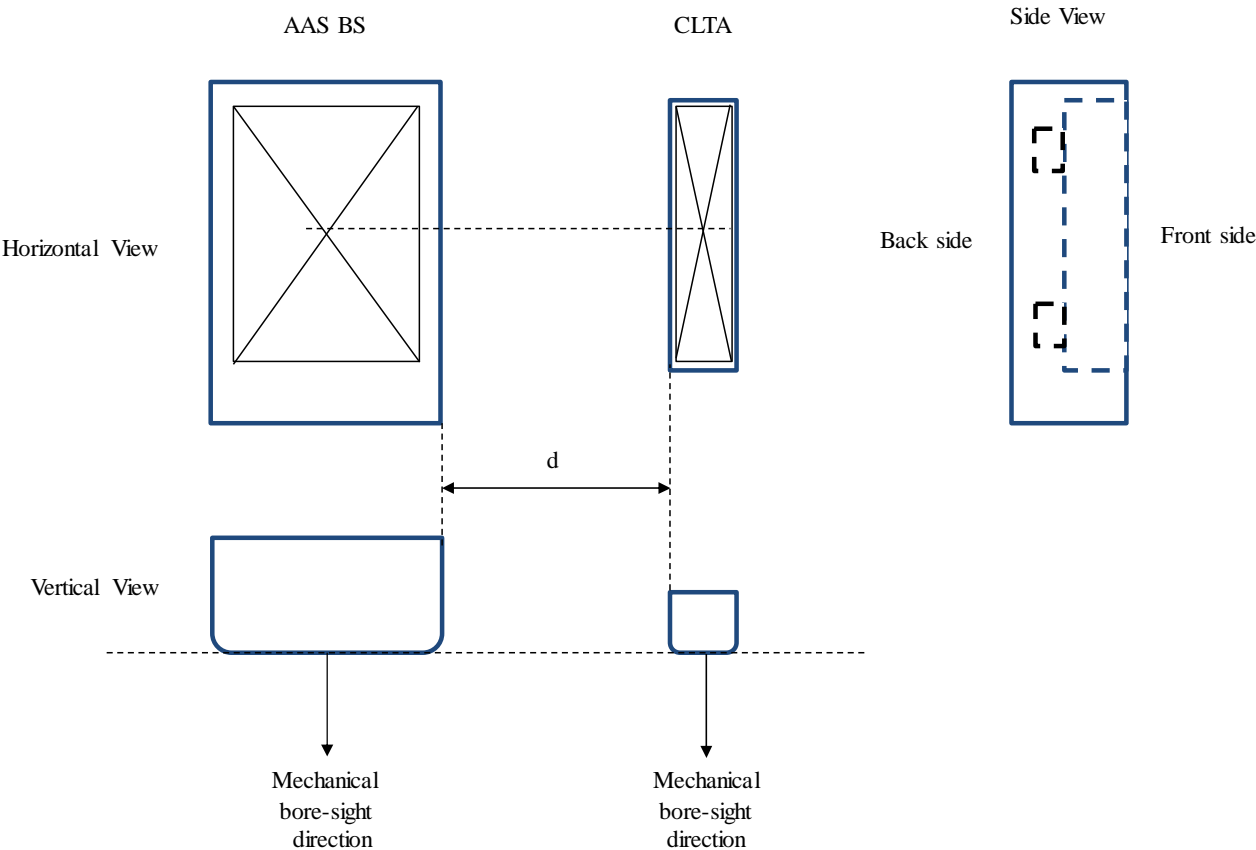 AAS BS
CLTA
Side View
Horizontal View
Back side
Front side
d
Vertical View
Mechanical
bore-sight
direction
Mechanical
bore-sight
direction